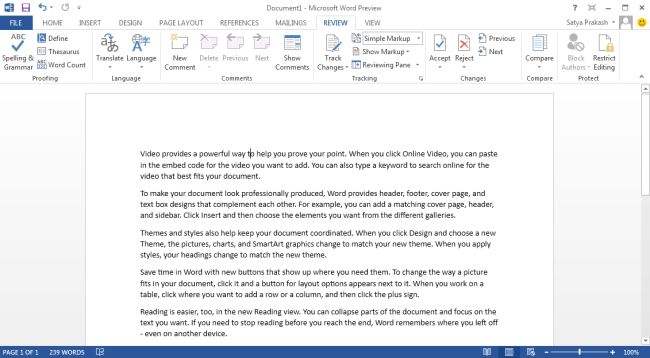 Document1 - Microsoft Word Preview
FILE HOME INSERT DESIGN PAGE LAYOUT REFERENCES MAILINGS REVIEW VIEW Satya Prakash
ABC Spelling & Grammar
Define
Thesaurus
Word Count
Proofing
Translate
Language
Language
New Comment
Delete
Previous
Next
Show Comments
Comments
Track Changes
Simple Markup
Show Markup
Reviewing Pane
Tracking
Accept
Reject
Previous
Next
Changes
Compare
Compare
Block Authors
Restrict Editing
Protect
Video provides a powerful way to help you prove your point. When you click Online Video, you can paste
in the embed code for the video you want to add. You can also type a keyword to search online for the
video that best fits your document.
To make your document look professionally produced, Word provides header, footer, cover page, and
text box designs that complement each other. For example, you can add a matching cover page, header,
and sidebar. Click Insert and then choose the elements you want from the different galleries.
Themes and styles also help keep your document coordinated. When you click Design and choose a new
Theme, the pictures, charts, and SmartArt graphics change to match your new theme. When you apply
styles, your headings change to match the new theme.
Save time in Word with new buttons that show up where you need them. To change the way a picture
fits in your document, click it and a button for layout options appears next to it. When you work on a
table, click where you want to add a row or a column, and then click the plus sign.
Reading is easier, too, in the new Reading view. You can collapse parts of the document and focus on
the text you want. If you need to stop reading before you reach the end, Word remembers where you left off
- even on another device.
PAGE 1 OF 1 239 WORDS 100%